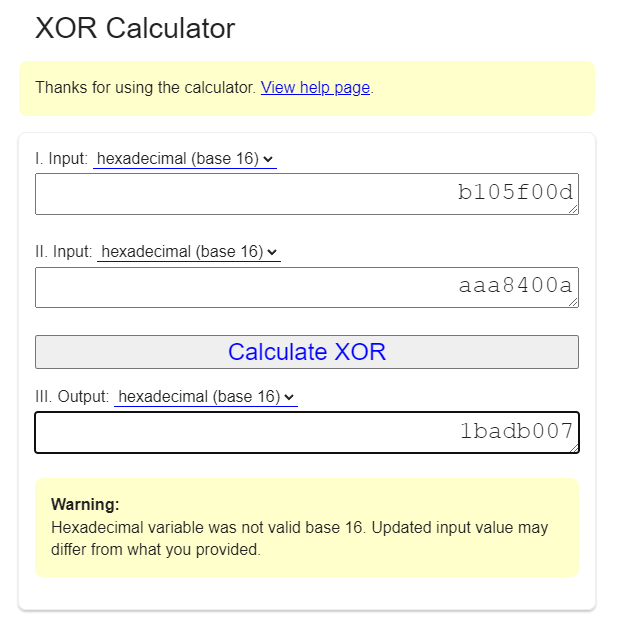 XOR Calculator
Thanks for using the calculator. View help page.
I. Input: hexadecimal (base 16)
b105f00d
II. Input: hexadecimal (base 16)
aaa8400a
Calculate XOR
III. Output: hexadecimal (base 16)
1badb007
Warning:
Hexadecimal variable was not valid base 16. Updated input value may
differ from what you provided.